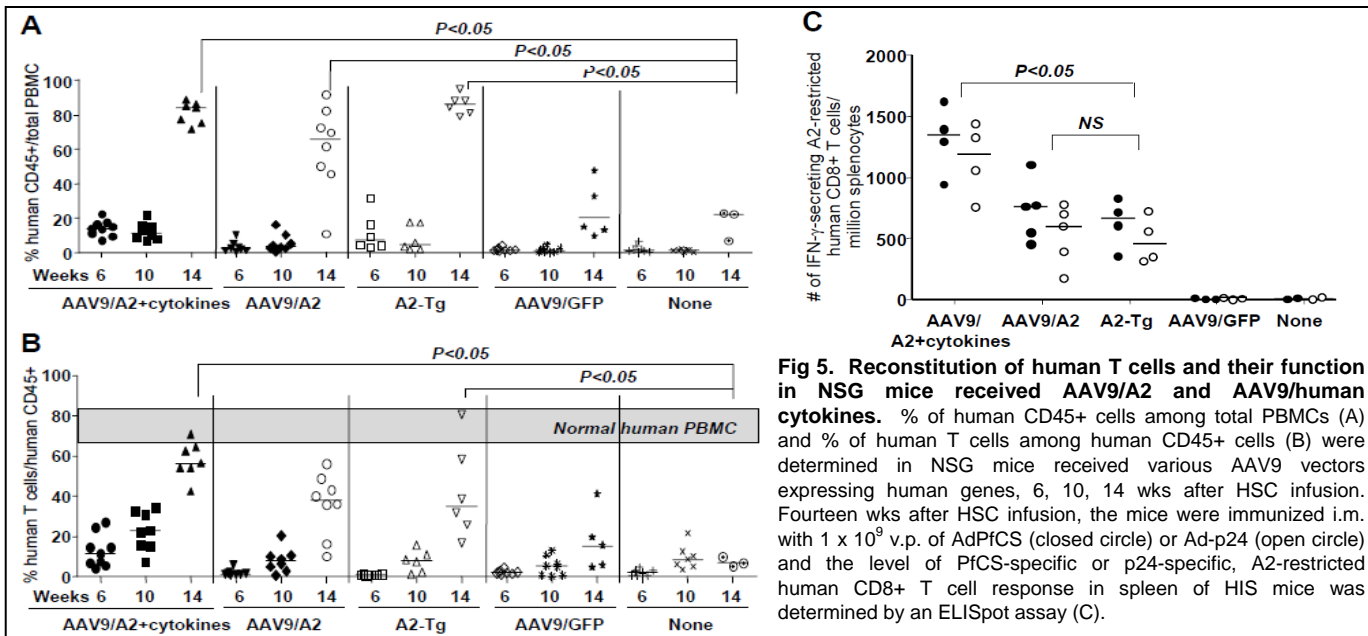 A
P<0.05
P<0.05
P<0.05
% human CD45+/total PBMC
100
80
60
40
20
0
Weeks 6 10 14 6 10 14 6 10 14 6 10 14 6 10 14
AAV9/A2+cytokines AAV9/A2 A2-Tg AAV9/GFP None
B
P<0.05
P<0.05
% human T cells/human CD45+
100
80
60
40
20
0
Normal human PBMC
Weeks 6 10 14 6 10 14 6 10 14 6 10 14 6 10 14
AAV9/A2+cytokines AAV9/A2 A2-Tg AAV9/GFP None
C
# of IFN-γ-secreting A2-restricted
human CD8+ T cells/
million splenocytes
2000
1500
1000
500
0
P<0.05
NS
AAV9/ AAV9/A2 A2-Tg AAV9/GFP None
A2+cytokines
Fig 5. Reconstitution of human T cells and their function
in NSG mice received AAV9/A2 and AAV9/human
cytokines. % of human CD45+ cells among total PBMCs (A)
and % of human T cells among human CD45+ cells (B) were
determined in NSG mice received various AAV9 vectors
expressing human genes, 6, 10, 14 wks after HSC infusion.
Fourteen wks after HSC infusion, the mice were immunized i.m.
with 1 x 10⁹ v.p. of AdPfCS (closed circle) or Ad-p24 (open circle)
and the level of PfCS-specific or p24-specific, A2-restricted
human CD8+ T cell response in spleen of HIS mice was
determined by an ELISpot assay (C).